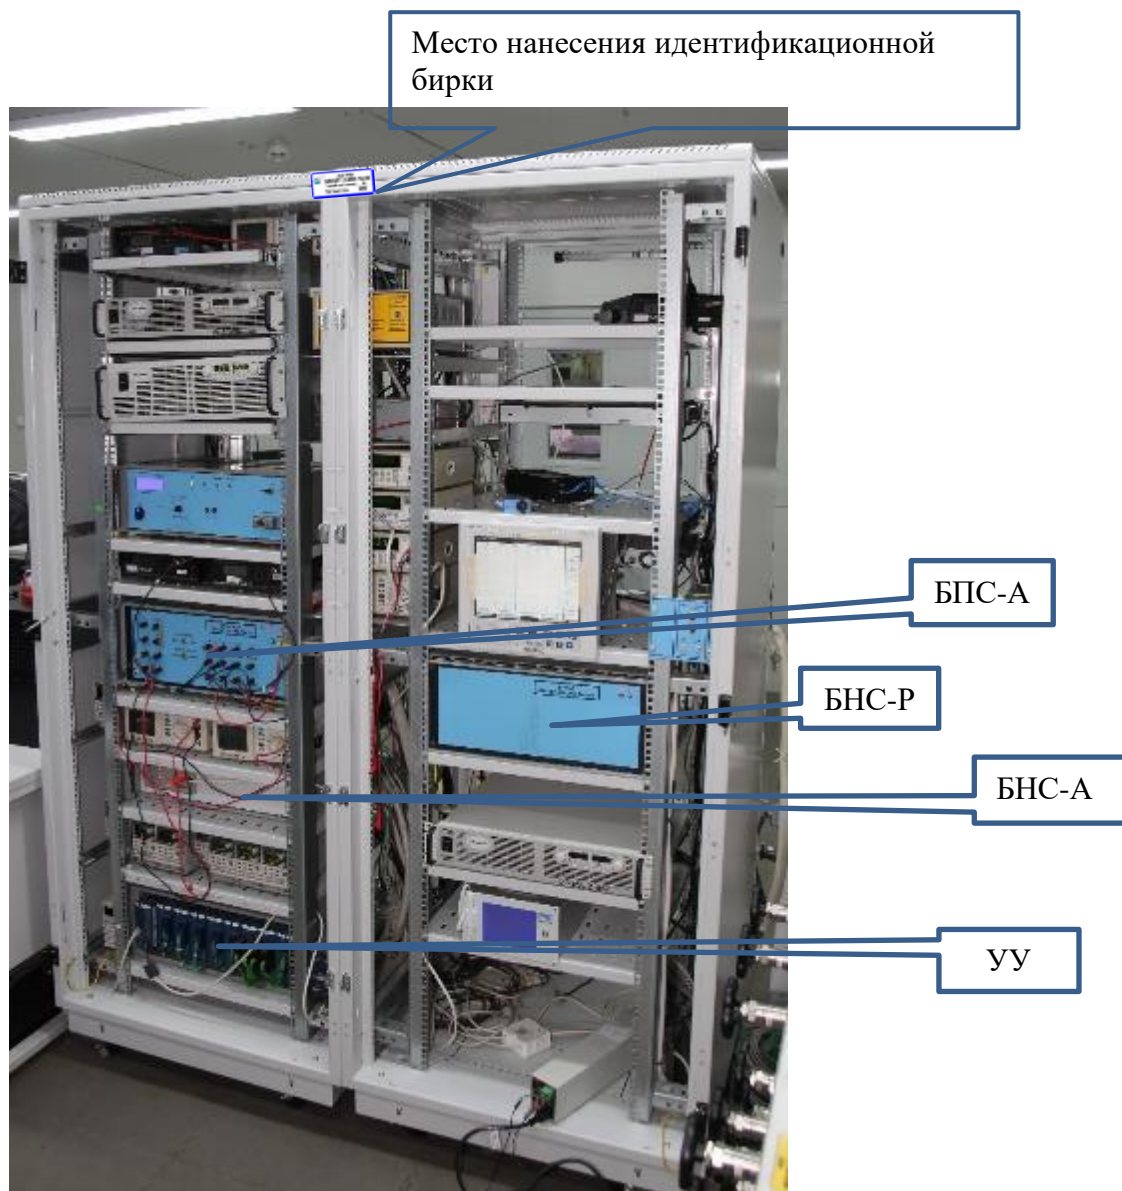 Место нанесения идентификационной
бирки
БПС-А
БНС-Р
БНС-А
УУ